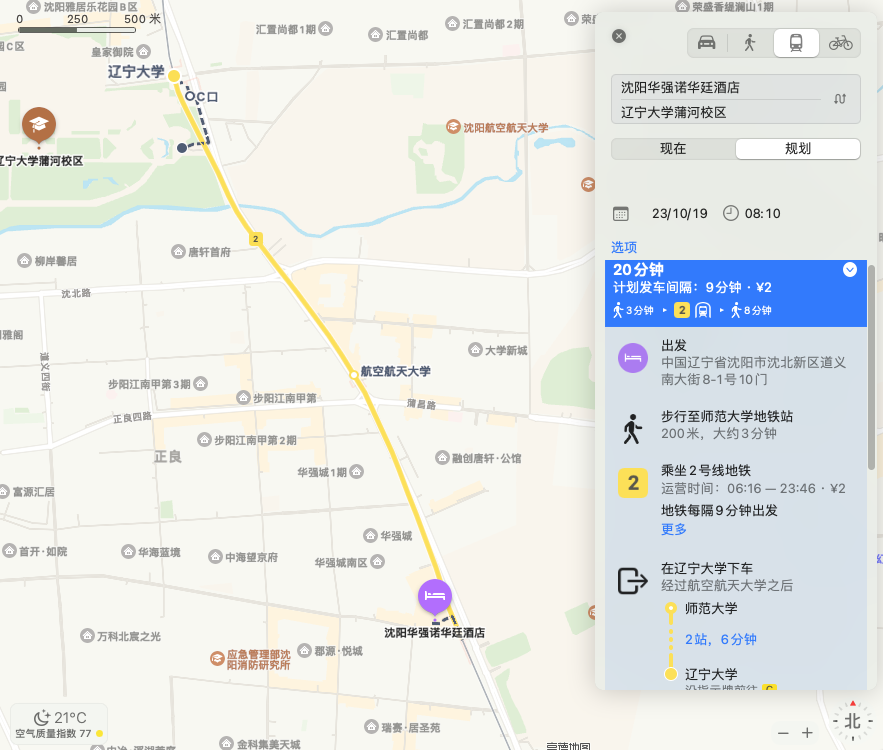 沈阳雅居乐花园B区
0 250 500 米
汇置尚都1期
汇置尚都
汇置尚都2期
荣盛香缇澜山1期
皇家御院
辽宁大学
C口
沈阳航空航天大学
辽宁大学蒲河校区
2
唐轩首府
柳岸馨居
沈北路
雅阁
道义四街
大学新城
航空航天大学
步阳江南甲第3期
步阳江南甲第
蒲昌路
正良四路
步阳江南甲第2期
正良
融创唐轩·公馆
华强城1期
富源汇居
华强城
首开·如院
华海蓝境
中海望京府
华强城南区
沈阳华强诺华廷酒店
万科北宸之光
应急管理部沈
阳消防研究所
郡源·悦城
21°C
空气质量指数 77
瑞赛·居圣苑
金科集美天城
高德地图
北
沈阳华强诺华廷酒店
辽宁大学蒲河校区
现在
规划
23/10/19 08:10
选项
20分钟
计划发车间隔：9分钟 · ¥2
3分钟 2 8分钟
出发
中国辽宁省沈阳市沈北新区道义
南大街8-1号10门
步行至师范大学地铁站
200米，大约3分钟
2
乘坐2号线地铁
运营时间：06:16 — 23:46 · ¥2
地铁每隔9分钟出发
更多
在辽宁大学下车
经过航空航天大学之后
师范大学
2站，6分钟
辽宁大学
沿指示牌前往 C